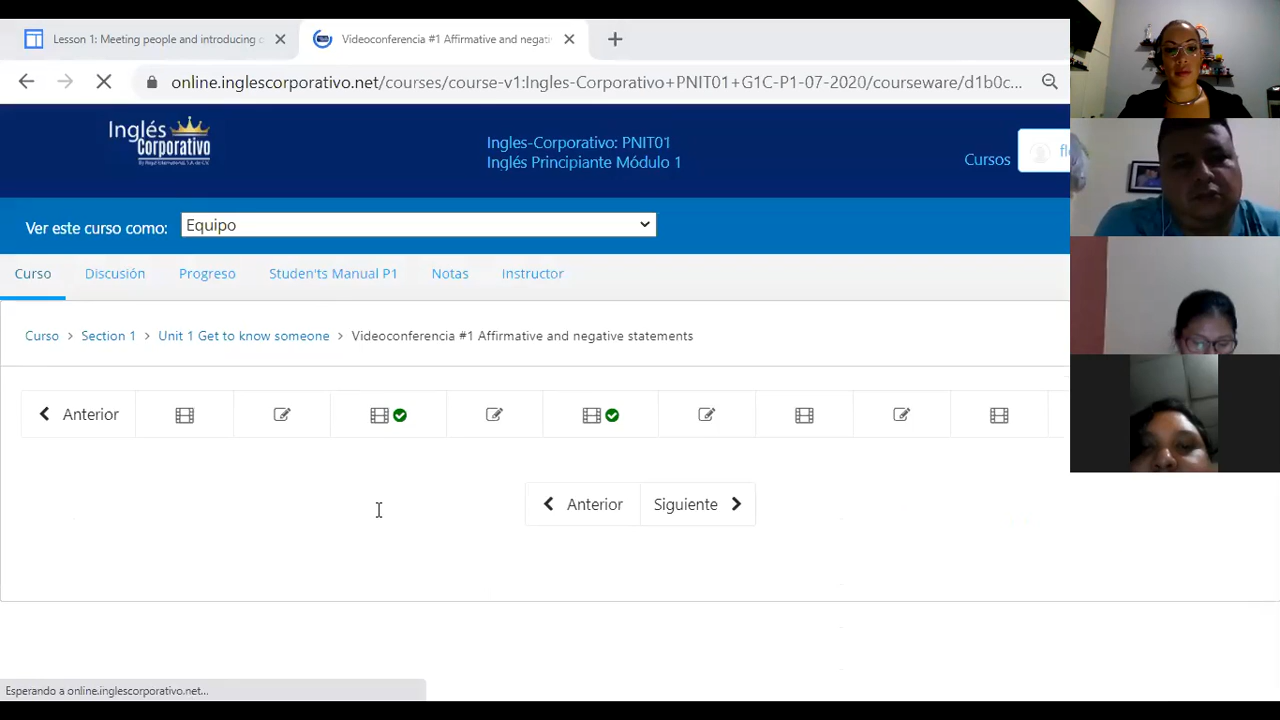 Lesson 1: Meeting people and introducing
Videoconferencia #1 Affirmative and nega
online.inglescorporativo.net/courses/course-v1:Ingles-Corporativo+PNIT01+G1C-P1-07-2020/courseware/d1b0c...
Inglés
Corporativo
Ingles-Corporativo: PNIT01
Inglés Principiante Módulo 1
Cursos
Ver este curso como:
Equipo
Curso
Discusión
Progreso
Studen'ts Manual P1
Notas
Instructor
Curso > Section 1 > Unit 1 Get to know someone > Videoconferencia #1 Affirmative and negative statements
Anterior
Anterior
Siguiente
Esperando a online.inglescorporativo.net...